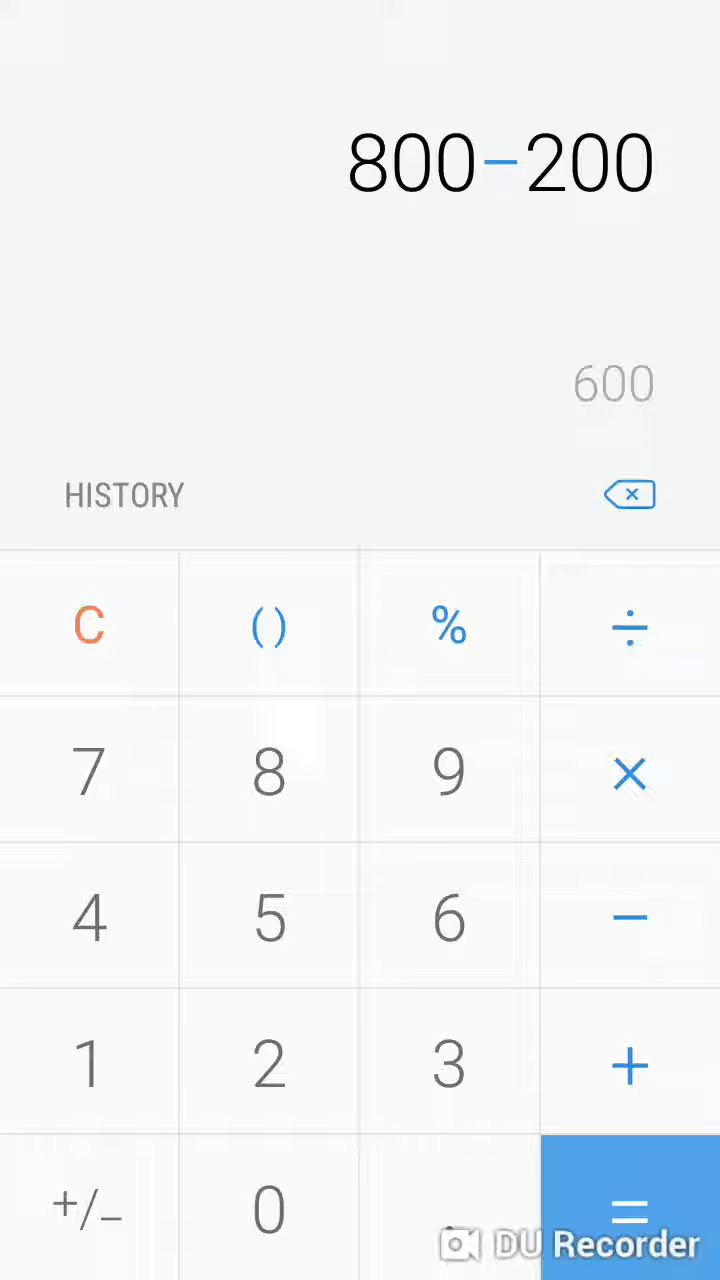 800−200
600
HISTORY
C ( ) % ÷
7 8 9 ×
4 5 6 −
1 2 3 +
+/− 0 . =
DU Recorder